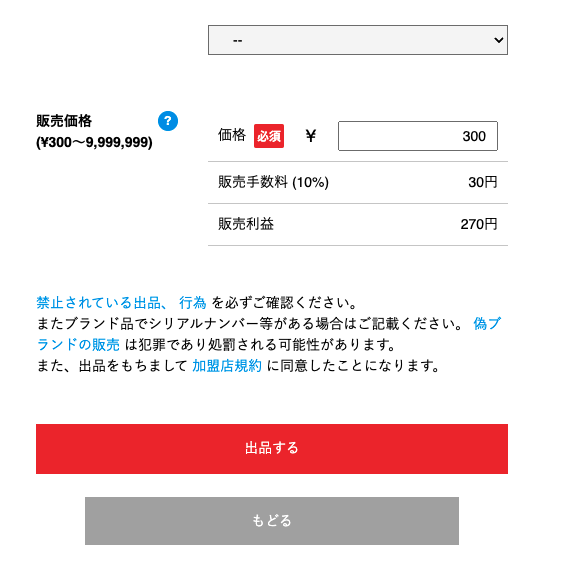 --
販売価格
?
(¥300〜9,999,999)
価格 必須 ¥ 300
販売手数料 (10%) 30円
販売利益 270円
禁止されている出品、 行為 を必ずご確認ください。
またブランド品でシリアルナンバー等がある場合はご記載ください。 偽ブ
ランドの販売 は犯罪であり処罰される可能性があります。
また、出品をもちまして 加盟店規約 に同意したことになります。
出品する
もどる